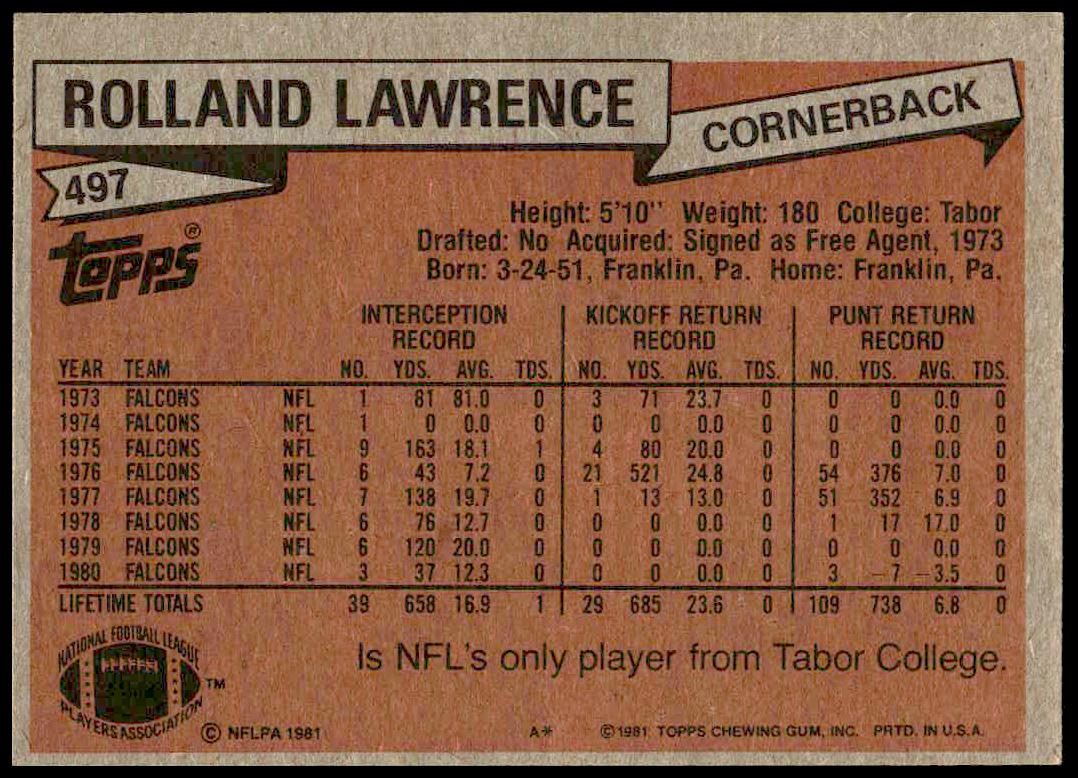 ROLLAND LAWRENCE
CORNERBACK
497
Topps®
Height: 5'10" Weight: 180 College: Tabor
Drafted: No Acquired: Signed as Free Agent, 1973
Born: 3-24-51, Franklin, Pa. Home: Franklin, Pa.
INTERCEPTION RECORD KICKOFF RETURN RECORD PUNT RETURN RECORD
YEAR TEAM NO. YDS. AVG. TDS. NO. YDS. AVG. TDS. NO. YDS. AVG. TDS.
1973 FALCONS NFL 1 81 81.0 0 3 71 23.7 0 0 0 0.0 0
1974 FALCONS NFL 1 0 0.0 0 0 0 0.0 0 0 0 0.0 0
1975 FALCONS NFL 9 163 18.1 1 4 80 20.0 0 0 0 0.0 0
1976 FALCONS NFL 6 43 7.2 0 21 521 24.8 0 54 376 7.0 0
1977 FALCONS NFL 7 138 19.7 0 1 13 13.0 0 51 352 6.9 0
1978 FALCONS NFL 6 76 12.7 0 0 0 0.0 0 1 17 17.0 0
1979 FALCONS NFL 6 120 20.0 0 0 0 0.0 0 0 0 0.0 0
1980 FALCONS NFL 3 37 12.3 0 0 0 0.0 0 3 -7 -3.5 0
LIFETIME TOTALS 39 658 16.9 1 29 685 23.6 0 109 738 6.8 0
Is NFL's only player from Tabor College.
NATIONAL FOOTBALL LEAGUE
PLAYERS ASSOCIATION
TM
© NFLPA 1981
A*
©1981 TOPPS CHEWING GUM, INC. PRTD. IN U.S.A.